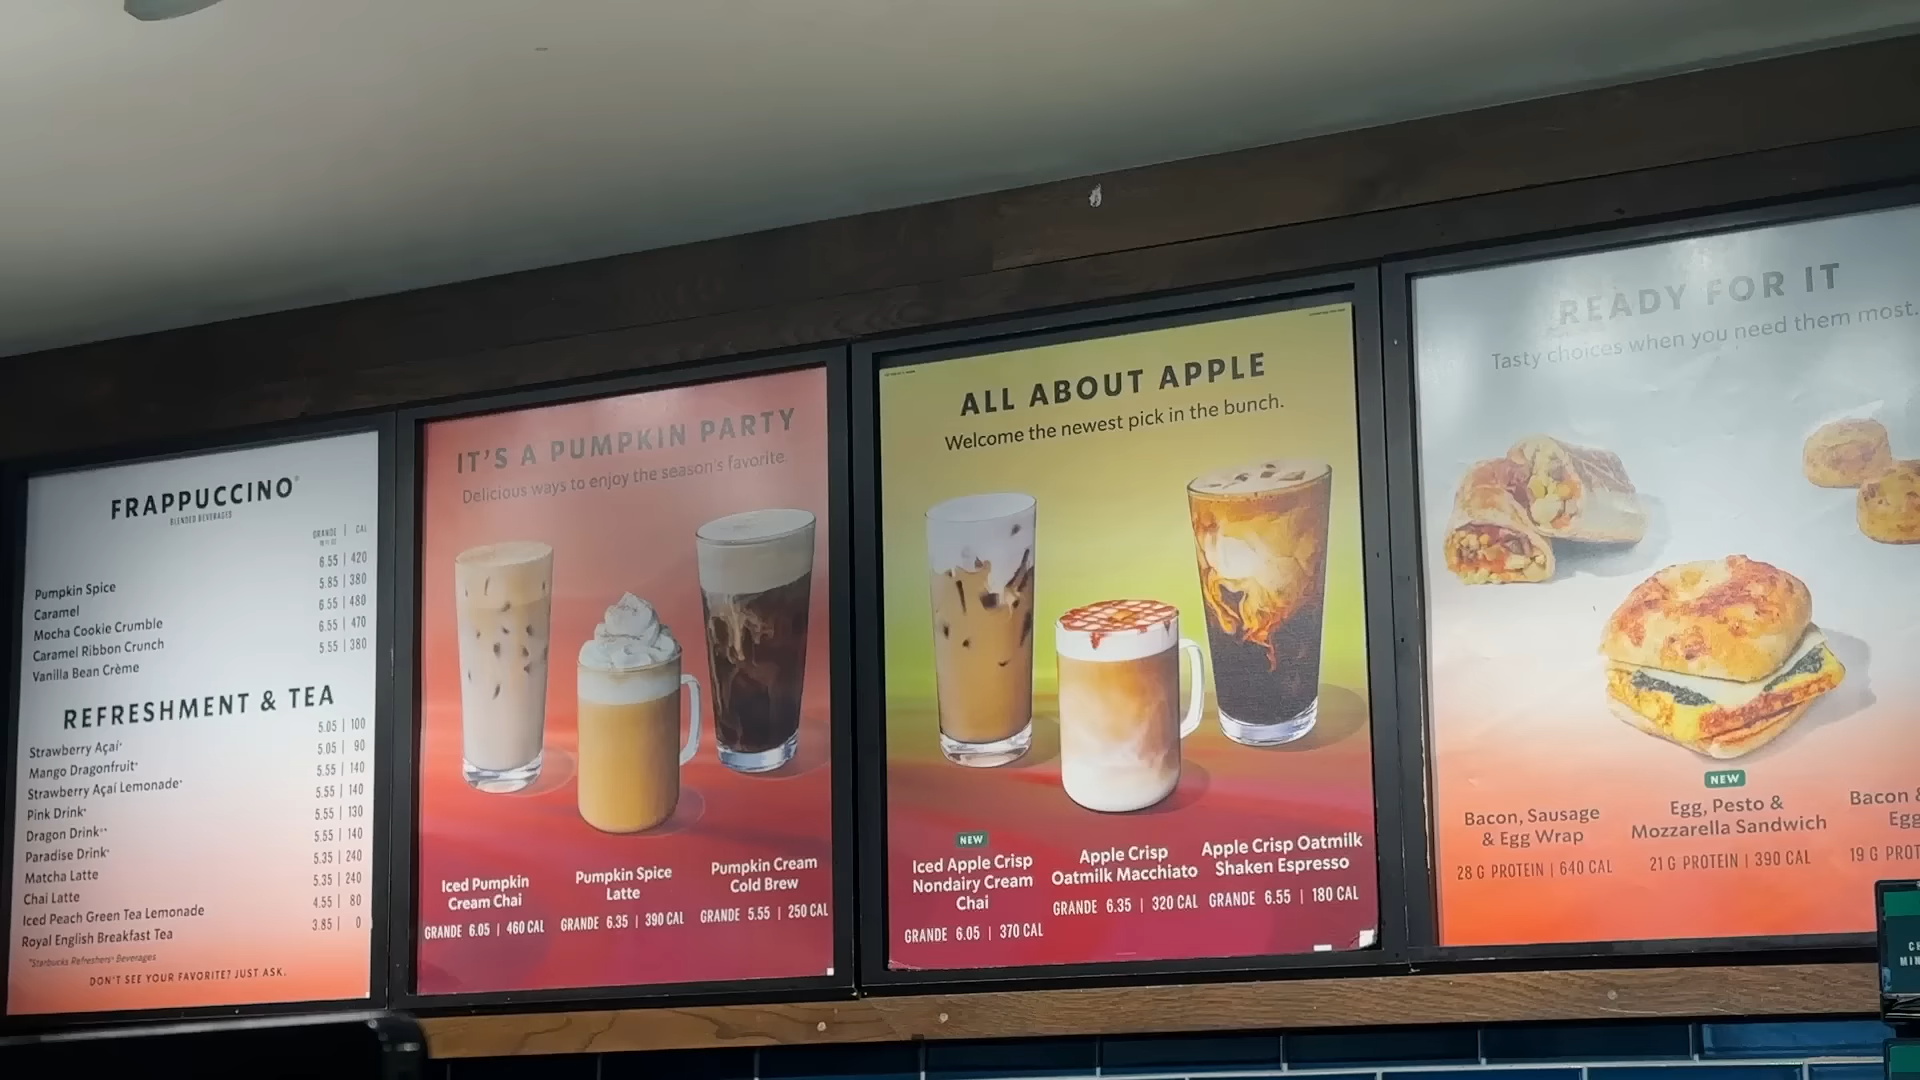 FRAPPUCCINO®
BLENDED BEVERAGES
GRANDE | CAL
Pumpkin Spice 6.55 | 420
Caramel 5.85 | 380
Mocha Cookie Crumble 6.55 | 480
Caramel Ribbon Crunch 6.55 | 470
Vanilla Bean Crème 5.55 | 380
REFRESHMENT & TEA
Strawberry Açaí* 5.05 | 100
Mango Dragonfruit* 5.05 | 90
Strawberry Açaí Lemonade* 5.55 | 140
Pink Drink* 5.55 | 140
Dragon Drink®* 5.55 | 130
Paradise Drink* 5.55 | 140
Matcha Latte 5.35 | 240
Chai Latte 5.35 | 240
Iced Peach Green Tea Lemonade 4.55 | 80
Royal English Breakfast Tea 3.85 | 0
*Starbucks Refreshers® Beverages
DON'T SEE YOUR FAVORITE? JUST ASK.
IT'S A PUMPKIN PARTY
Delicious ways to enjoy the season's favorite.
Iced Pumpkin
Cream Chai
GRANDE 6.05 | 460 CAL
Pumpkin Spice
Latte
GRANDE 6.35 | 390 CAL
Pumpkin Cream
Cold Brew
GRANDE 5.55 | 250 CAL
ALL ABOUT APPLE
Welcome the newest pick in the bunch.
NEW
Iced Apple Crisp
Nondairy Cream
Chai
GRANDE 6.05 | 370 CAL
Apple Crisp
Oatmilk Macchiato
GRANDE 6.35 | 320 CAL
Apple Crisp Oatmilk
Shaken Espresso
GRANDE 6.55 | 180 CAL
READY FOR IT
Tasty choices when you need them most.
Bacon, Sausage
& Egg Wrap
28 G PROTEIN | 640 CAL
NEW
Egg, Pesto &
Mozzarella Sandwich
21 G PROTEIN | 390 CAL
Bacon &
Egg
19 G PROT